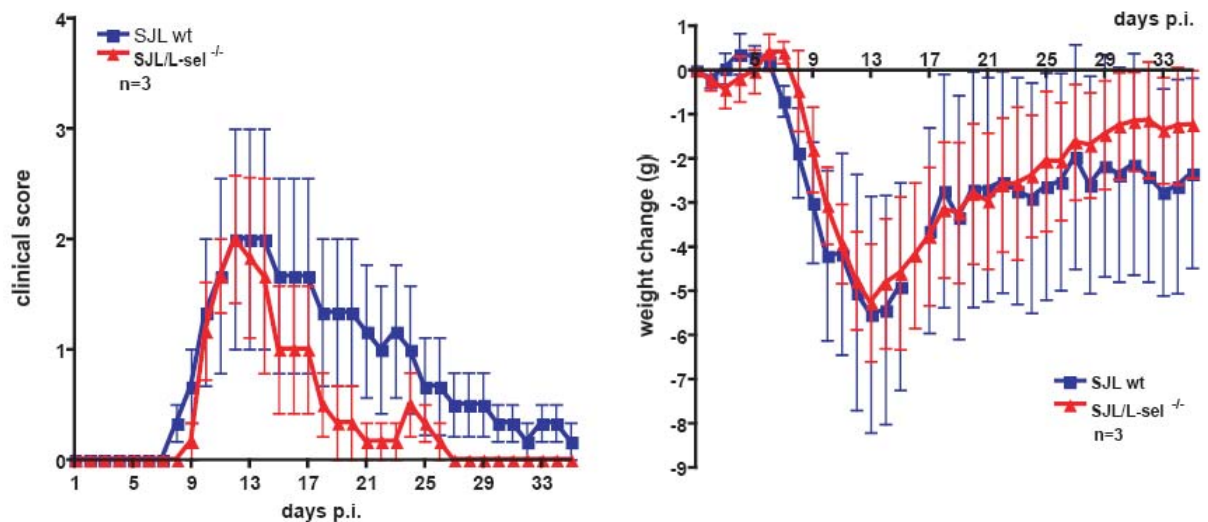 4
3
2
1
0
clinical score
SJL wt
SJL/L-sel -/-
n=3
1 5 9 13 17 21 25 29 33
days p.i.
days p.i.
1
0
-1
-2
-3
-4
-5
-6
-7
-8
-9
weight change (g)
9 13 17 21 25 29 33
SJL wt
SJL/L-sel -/-
n=3